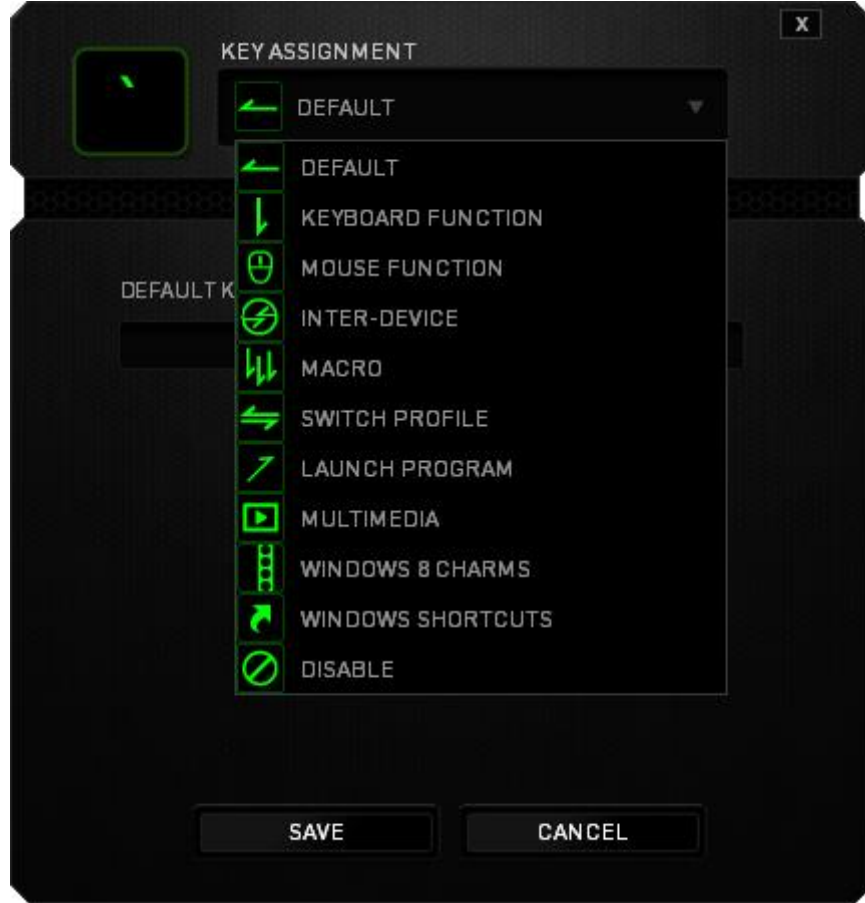 X
KEY ASSIGNMENT
`
DEFAULT
DEFAULT
KEYBOARD FUNCTION
MOUSE FUNCTION
DEFAULT K
INTER-DEVICE
MACRO
SWITCH PROFILE
LAUNCH PROGRAM
MULTIMEDIA
WINDOWS 8 CHARMS
WINDOWS SHORTCUTS
DISABLE
SAVE
CANCEL